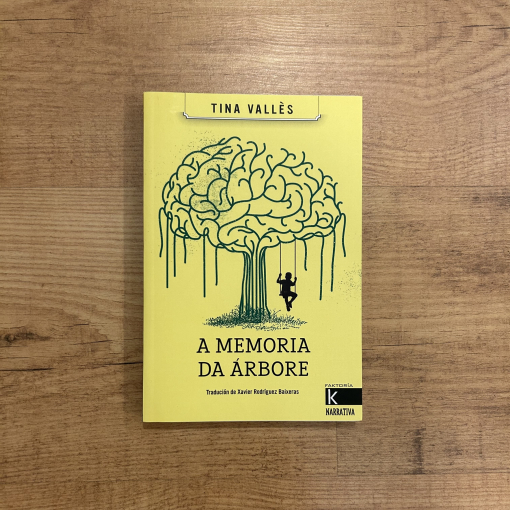 TINA VALLÈS
A MEMORIA
DA ÁRBORE
Tradución de Xavier Rodríguez Baixeras
FAKTORÍA
K
NARRATIVA